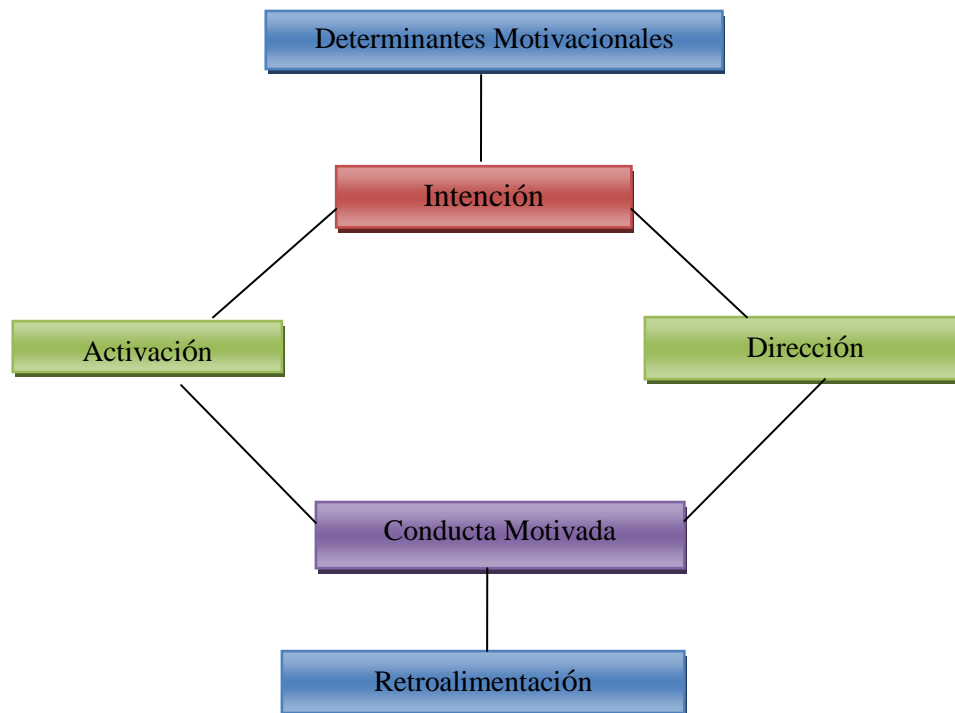 Determinantes Motivacionales
Intención
Activación
Dirección
Conducta Motivada
Retroalimentación